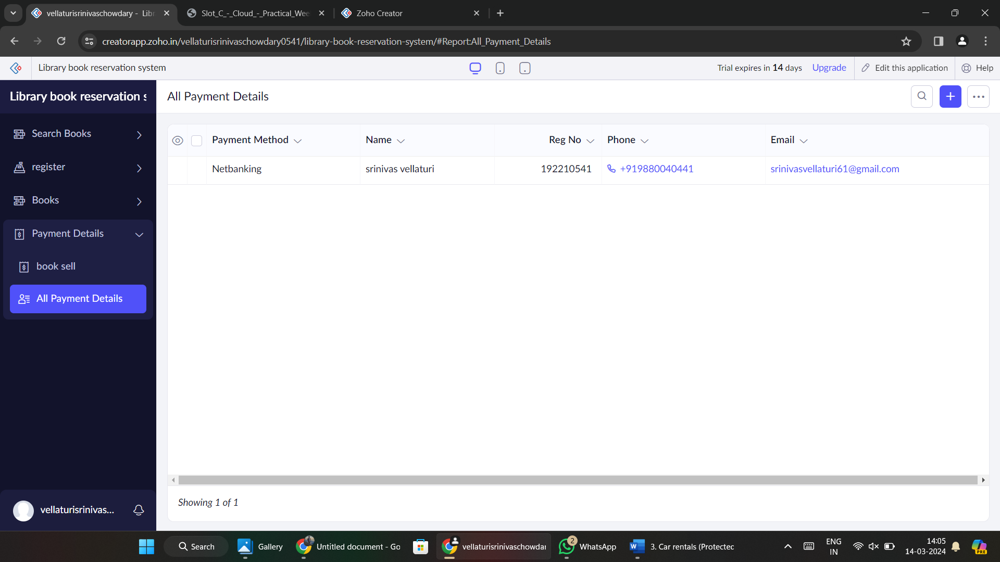 vellaturisrinivaschowdary - Libr
Slot_C_-_Cloud_-_Practical_Wee
Zoho Creator
creatorapp.zoho.in/vellaturisrinivaschowdary0541/library-book-reservation-system/#Report:All_Payment_Details
Library book reservation system
Trial expires in 14 days
Upgrade
Edit this application
Help
Library book reservation s
All Payment Details
Search Books
register
Books
Payment Details
book sell
All Payment Details
Payment Method Name Reg No Phone Email
Netbanking srinivas vellaturi 192210541 +919880040441 srinivasvellaturi61@gmail.com
Showing 1 of 1
vellaturisrinivas...
Search
Gallery
Untitled document - Go
vellaturisrinivaschowdar
2
WhatsApp
3. Car rentals (Protected
ENG
IN
14:05
14-03-2024
PRE